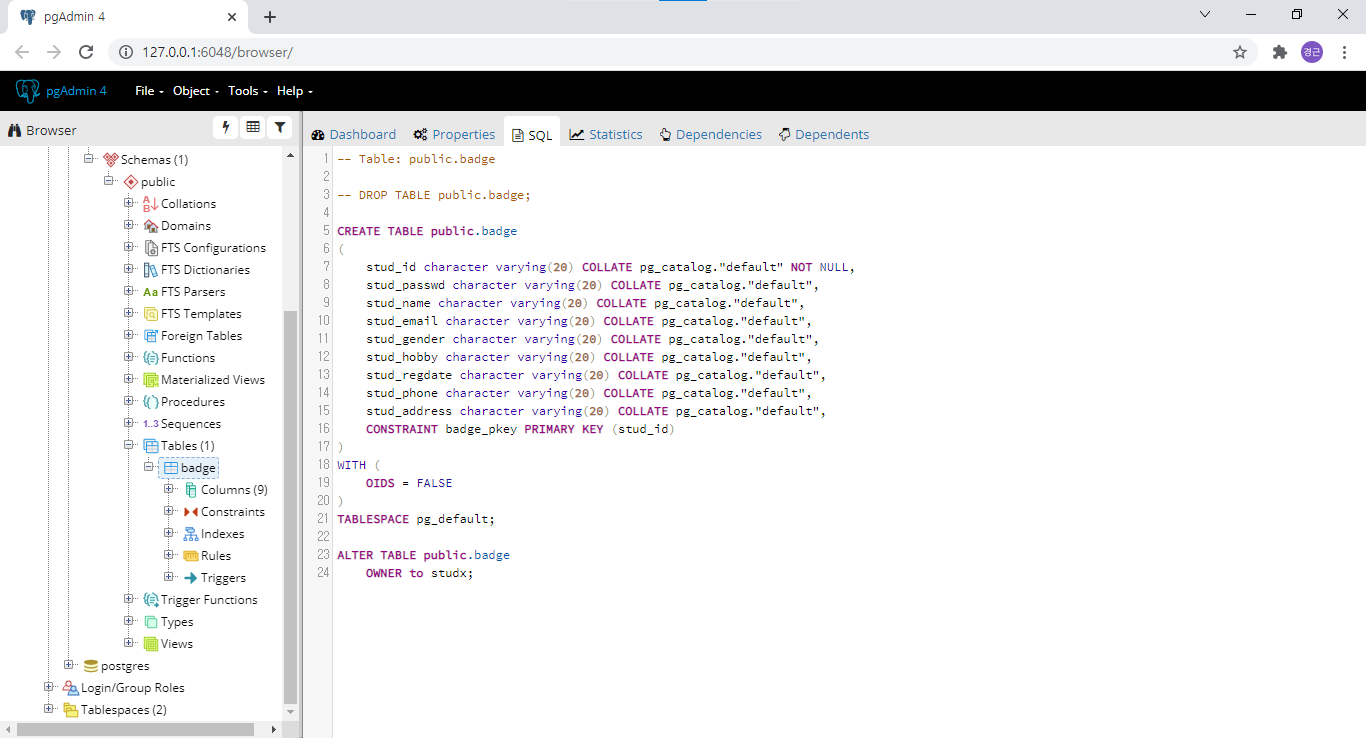 pgAdmin 4
127.0.0.1:6048/browser/
경근
pgAdmin 4 File Object Tools Help
Browser
Dashboard Properties SQL Statistics Dependencies Dependents
Schemas (1)
public
Collations
Domains
FTS Configurations
FTS Dictionaries
Aa FTS Parsers
FTS Templates
Foreign Tables
Functions
Materialized Views
Procedures
1..3 Sequences
Tables (1)
badge
Columns (9)
Constraints
Indexes
Rules
Triggers
Trigger Functions
Types
Views
postgres
Login/Group Roles
Tablespaces (2)
1 -- Table: public.badge
2
3 -- DROP TABLE public.badge;
4
5 CREATE TABLE public.badge
6 (
7     stud_id character varying(20) COLLATE pg_catalog."default" NOT NULL,
8     stud_passwd character varying(20) COLLATE pg_catalog."default",
9     stud_name character varying(20) COLLATE pg_catalog."default",
10     stud_email character varying(20) COLLATE pg_catalog."default",
11     stud_gender character varying(20) COLLATE pg_catalog."default",
12     stud_hobby character varying(20) COLLATE pg_catalog."default",
13     stud_regdate character varying(20) COLLATE pg_catalog."default",
14     stud_phone character varying(20) COLLATE pg_catalog."default",
15     stud_address character varying(20) COLLATE pg_catalog."default",
16     CONSTRAINT badge_pkey PRIMARY KEY (stud_id)
17 )
18 WITH (
19     OIDS = FALSE
20 )
21 TABLESPACE pg_default;
22
23 ALTER TABLE public.badge
24     OWNER to studx;